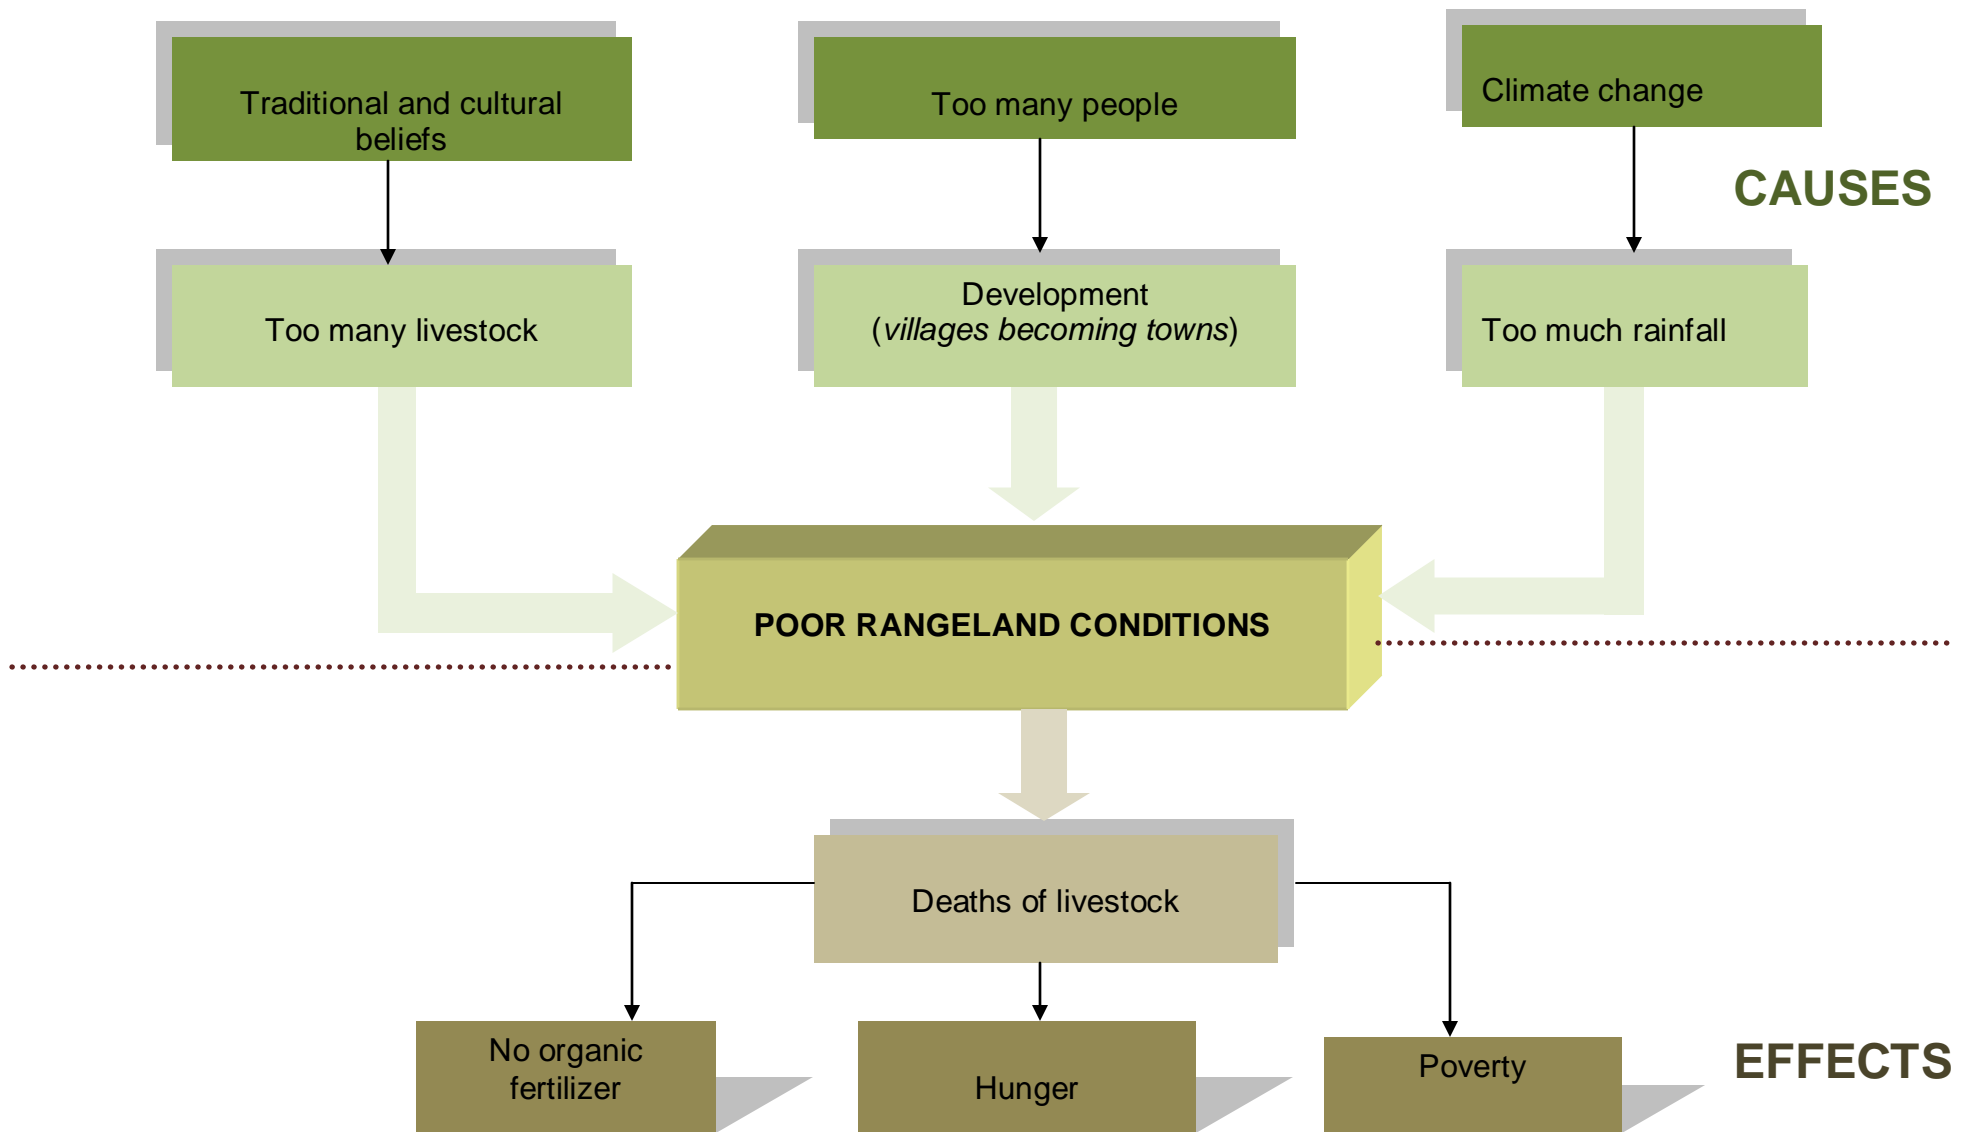 Traditional and cultural
beliefs
Too many people
Climate change
CAUSES
Too many livestock
Development
(villages becoming towns)
Too much rainfall
POOR RANGELAND CONDITIONS
Deaths of livestock
No organic
fertilizer
Hunger
Poverty
EFFECTS